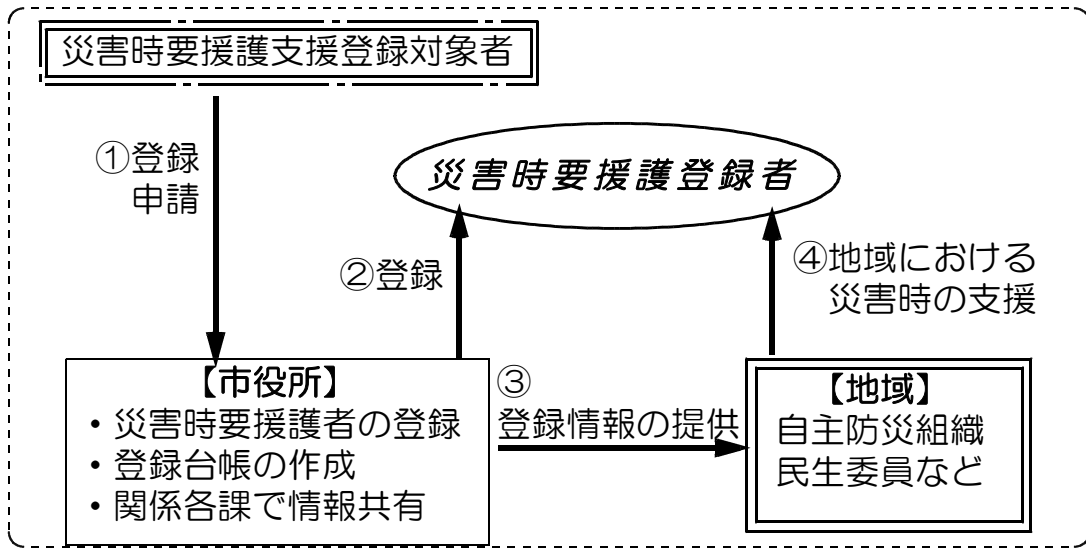 災害時要援護支援登録対象者
①登録
申請
災害時要援護登録者
②登録
④地域における
災害時の支援
【市役所】
・災害時要援護者の登録
・登録台帳の作成
・関係各課で情報共有
③
登録情報の提供
【地域】
自主防災組織
民生委員など